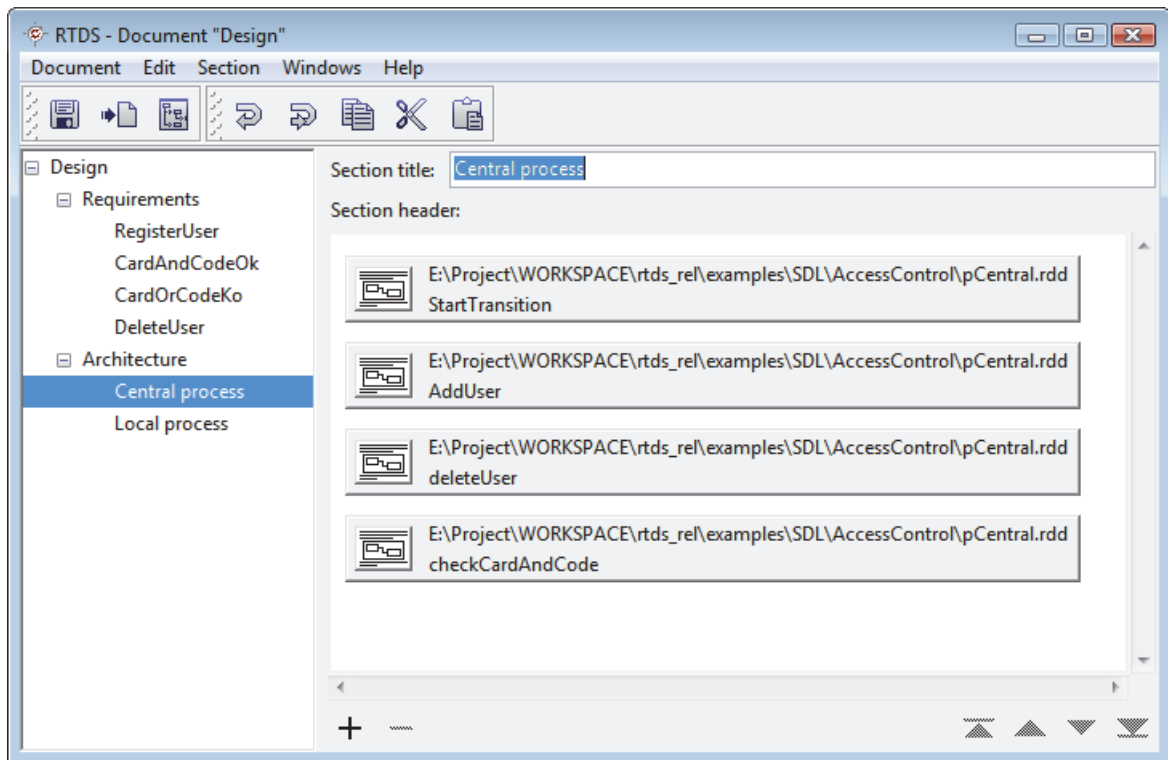 RTDS - Document "Design"
Document Edit Section Windows Help
Design
Requirements
RegisterUser
CardAndCodeOk
CardOrCodeKo
DeleteUser
Architecture
Central process
Local process
Section title: Central process
Section header:
E:\Project\WORKSPACE\rtds_rel\examples\SDL\AccessControl\pCentral.rdd
StartTransition
E:\Project\WORKSPACE\rtds_rel\examples\SDL\AccessControl\pCentral.rdd
AddUser
E:\Project\WORKSPACE\rtds_rel\examples\SDL\AccessControl\pCentral.rdd
deleteUser
E:\Project\WORKSPACE\rtds_rel\examples\SDL\AccessControl\pCentral.rdd
checkCardAndCode